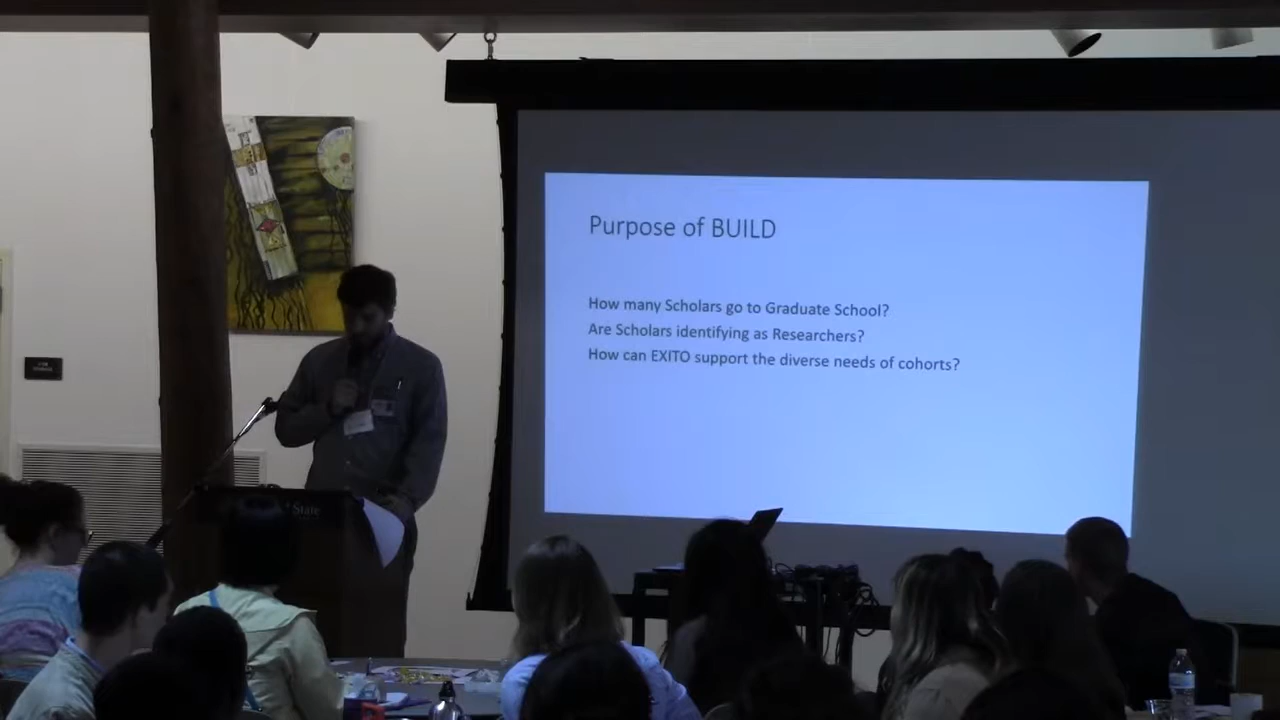 Purpose of BUILD
How many Scholars go to Graduate School?
Are Scholars identifying as Researchers?
How can EXITO support the diverse needs of cohorts?
State